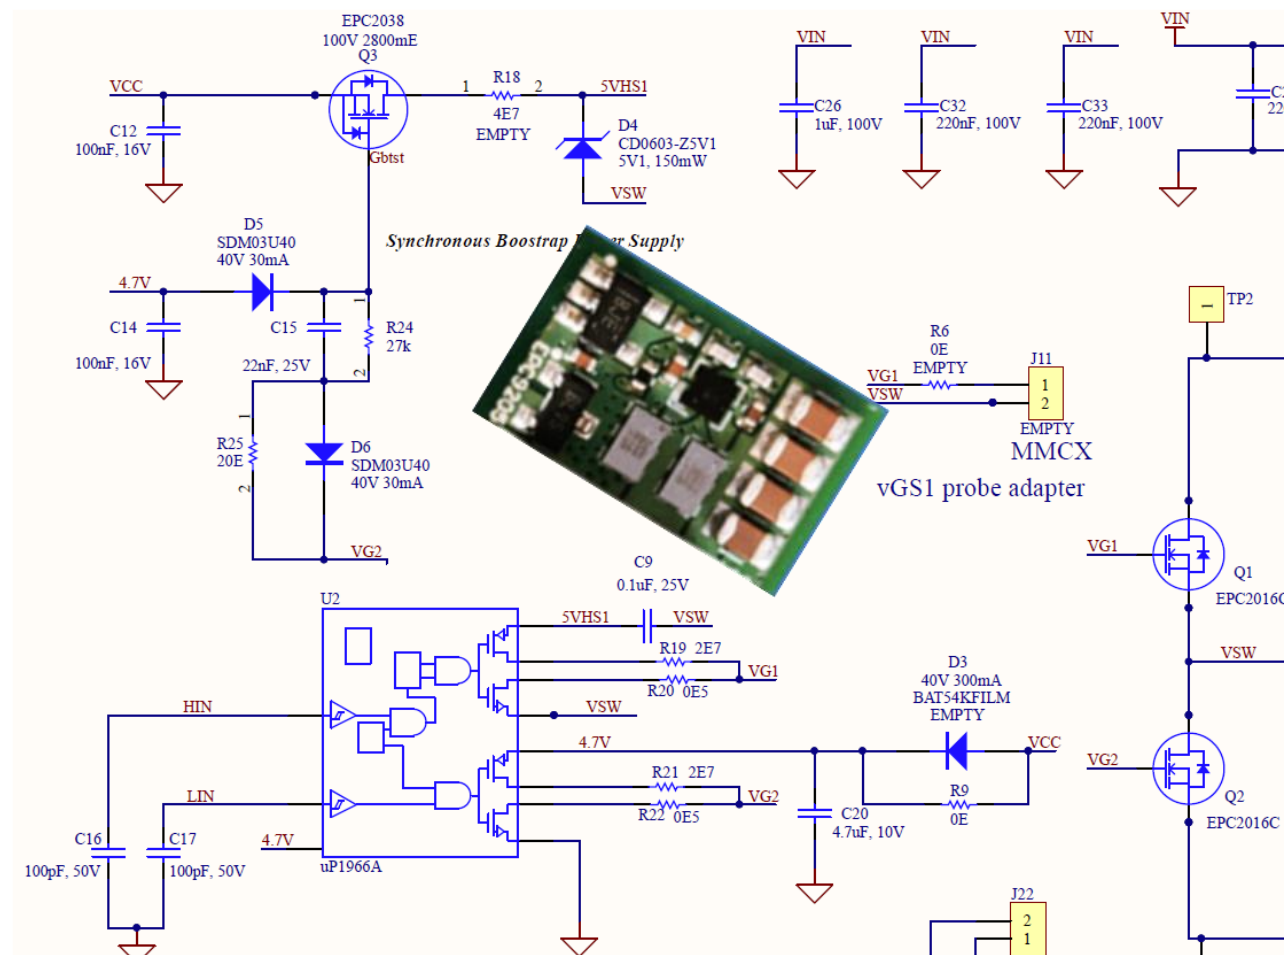 EPC2038
100V 2800mE
Q3
VCC
1
R18
2
5VHS1
4E7
EMPTY
C12
100nF, 16V
Gbtst
D4
CD0603-Z5V1
5V1, 150mW
VSW
VIN
C26
1uF, 100V
VIN
C32
220nF, 100V
VIN
C33
220nF, 100V
VIN
Synchronous Boostrap Supply
D5
SDM03U40
40V 30mA
4.7V
C14
100nF, 16V
C15
22nF, 25V
1
R24
27k
2
1
R25
20E
2
D6
SDM03U40
40V 30mA
VG2
EPC9205
1
TP2
R6
0E
EMPTY
VG1
VSW
J11
1
2
EMPTY
MMCX
vGS1 probe adapter
VG1
Q1
EPC2016C
VSW
VG2
Q2
EPC2016C
C9
0.1uF, 25V
5VHS1
VSW
U2
R19 2E7
R20 0E5
VG1
VSW
HIN
LIN
4.7V
uP1966A
C16
100pF, 50V
C17
100pF, 50V
4.7V
R21 2E7
R22 0E5
VG2
D3
40V 300mA
BAT54KFILM
EMPTY
VCC
R9
0E
C20
4.7uF, 10V
J22
2
1